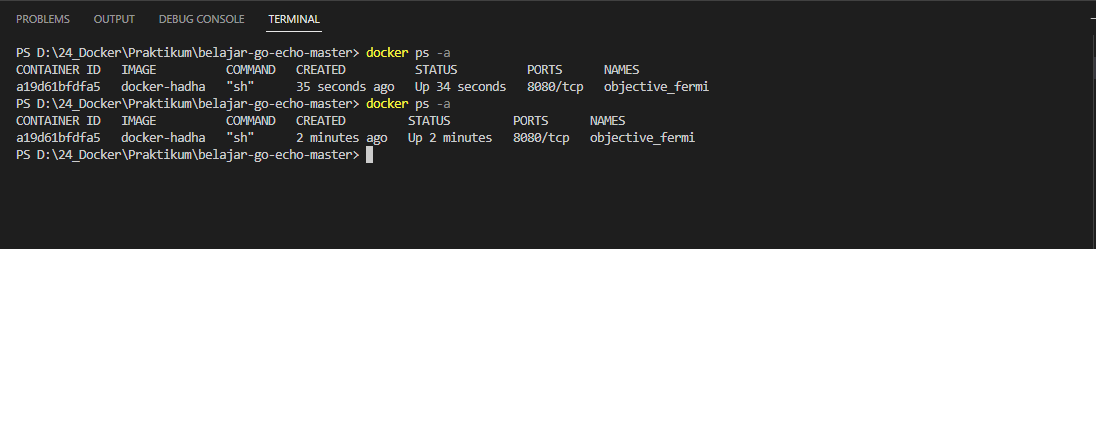 PROBLEMS OUTPUT DEBUG CONSOLE TERMINAL
PS D:\24_Docker\Praktikum\belajar-go-echo-master> docker ps -a
CONTAINER ID IMAGE COMMAND CREATED STATUS PORTS NAMES
a19d61bfdfa5 docker-hadha "sh" 35 seconds ago Up 34 seconds 8080/tcp objective_fermi
PS D:\24_Docker\Praktikum\belajar-go-echo-master> docker ps -a
CONTAINER ID IMAGE COMMAND CREATED STATUS PORTS NAMES
a19d61bfdfa5 docker-hadha "sh" 2 minutes ago Up 2 minutes 8080/tcp objective_fermi
PS D:\24_Docker\Praktikum\belajar-go-echo-master>